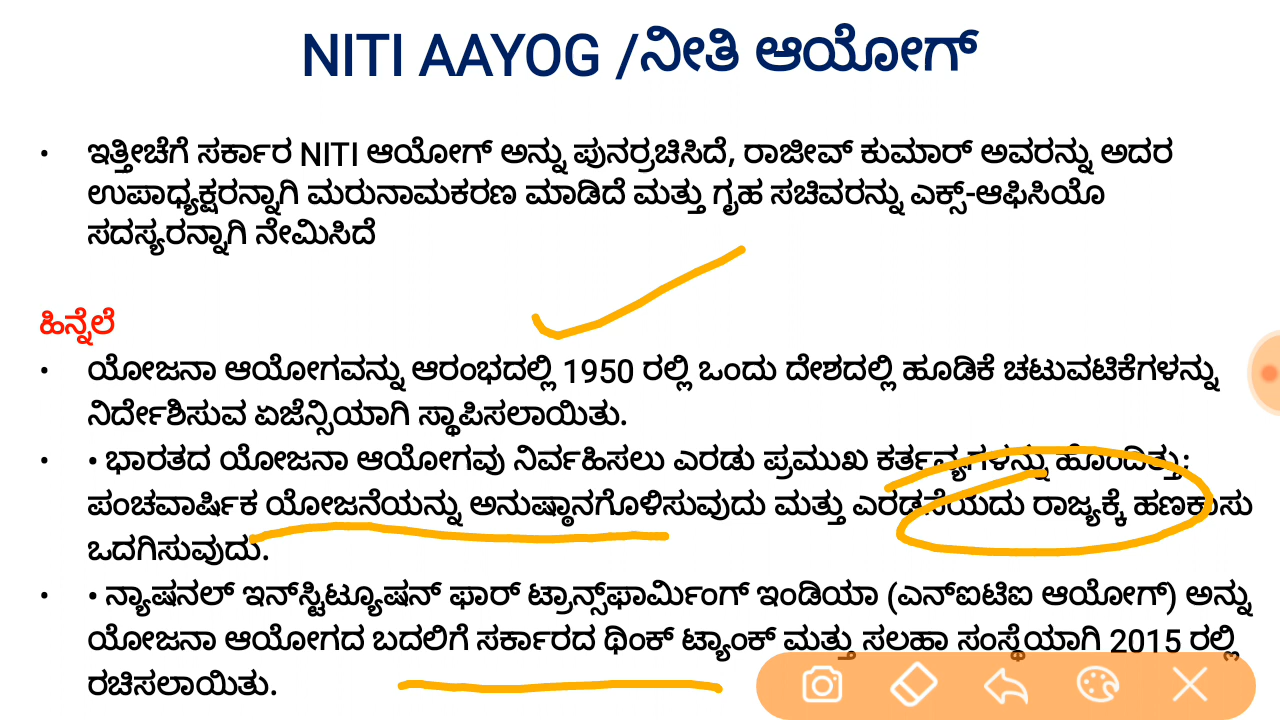 NITI AAYOG /ನೀತಿ ಆಯೋಗ್
• ಇತ್ತೀಚೆಗೆ ಸರ್ಕಾರ NITI ಆಯೋಗ್ ಅನ್ನು ಪುನರ್ರಚಿಸಿದೆ, ರಾಜೀವ್ ಕುಮಾರ್ ಅವರನ್ನು ಅದರ
ಉಪಾಧ್ಯಕ್ಷರನ್ನಾಗಿ ಮರುನಾಮಕರಣ ಮಾಡಿದೆ ಮತ್ತು ಗೃಹ ಸಚಿವರನ್ನು ಎಕ್ಸ್-ಆಫಿಸಿಯೊ
ಸದಸ್ಯರನ್ನಾಗಿ ನೇಮಿಸಿದೆ
ಹಿನ್ನೆಲೆ
• ಯೋಜನಾ ಆಯೋಗವನ್ನು ಆರಂಭದಲ್ಲಿ 1950 ರಲ್ಲಿ ಒಂದು ದೇಶದಲ್ಲಿ ಹೂಡಿಕೆ ಚಟುವಟಿಕೆಗಳನ್ನು
ನಿರ್ದೇಶಿಸುವ ಏಜೆನ್ಸಿಯಾಗಿ ಸ್ಥಾಪಿಸಲಾಯಿತು.
• • ಭಾರತದ ಯೋಜನಾ ಆಯೋಗವು ನಿರ್ವಹಿಸಲು ಎರಡು ಪ್ರಮುಖ ಕರ್ತವ್ಯಗಳನ್ನು ಹೊಂದಿತ್ತು;
ಪಂಚವಾರ್ಷಿಕ ಯೋಜನೆಯನ್ನು ಅನುಷ್ಠಾನಗೊಳಿಸುವುದು ಮತ್ತು ಎರಡನೆಯದು ರಾಜ್ಯಕ್ಕೆ ಹಣಕಾಸು
ಒದಗಿಸುವುದು.
• • ನ್ಯಾಷನಲ್ ಇನ್‌ಸ್ಟಿಟ್ಯೂಷನ್ ಫಾರ್ ಟ್ರಾನ್ಸ್‌ಫಾರ್ಮಿಂಗ್ ಇಂಡಿಯಾ (ಎನ್ಐಟಿಐ ಆಯೋಗ್) ಅನ್ನು
ಯೋಜನಾ ಆಯೋಗದ ಬದಲಿಗೆ ಸರ್ಕಾರದ ಥಿಂಕ್ ಟ್ಯಾಂಕ್ ಮತ್ತು ಸಲಹಾ ಸಂಸ್ಥೆಯಾಗಿ 2015 ರಲ್ಲಿ
ರಚಿಸಲಾಯಿತು.